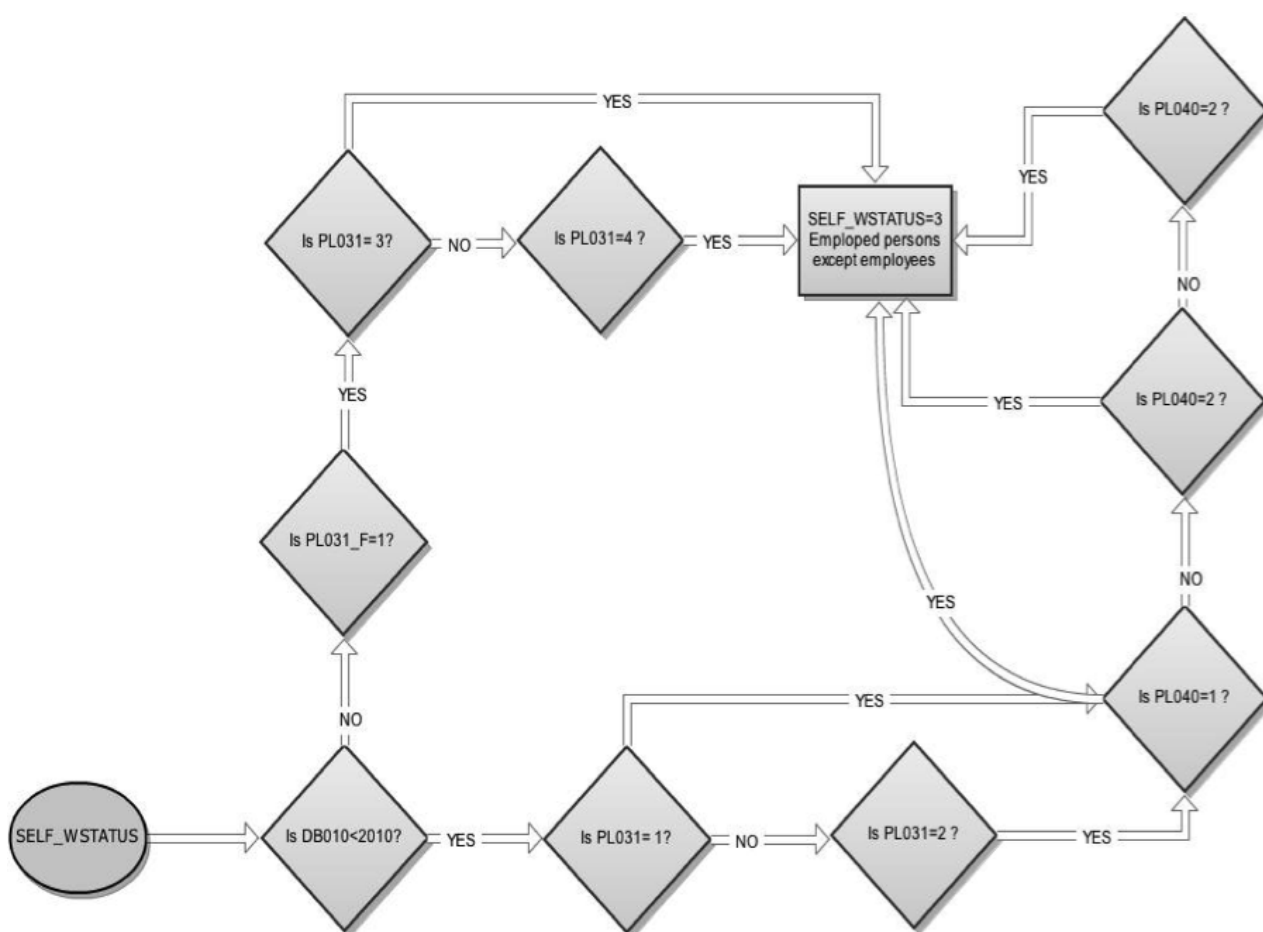 YES
Is PL040=2 ?
YES
Is PL031= 3?
NO
Is PL031=4 ?
YES
SELF_WSTATUS=3
Emploped persons
except employees
NO
YES
YES
Is PL040=2 ?
Is PL031_F=1?
YES
NO
NO
YES
Is PL040=1 ?
SELF_WSTATUS
Is DB010<2010?
YES
Is PL031= 1?
NO
Is PL031=2 ?
YES